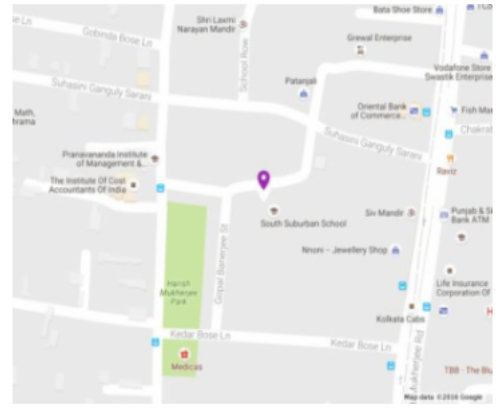 Bata Shoe Store
Shri Laxmi
Narayan Mandir
School Row
Grewal Enterprise
Gobinda Bose Ln
Vodafone Store
Swastik Enterprise
Patanjali
Suhasini Ganguly Sarani
Oriental Bank
of Commerce...
Fish Mar
Math,
Suhasini Ganguly Sarani
Pranavananda Institute
of Management &...
Raviz
The Institute Of Cost
Accountants Of India
South Suburban School
Siv Mandir
Punjab & Si
Bank ATM
Gopal Banerjee St
Nnoni - Jewellery Shop
Harish
Mukherjee
Park
Life Insurance
Corporation Of
Kolkata Cabs
Kedar Bose Ln
Kedar Bose Ln
Mukherjee Rd
Medicas
TBB - The Blu
Map data ©2016 Google